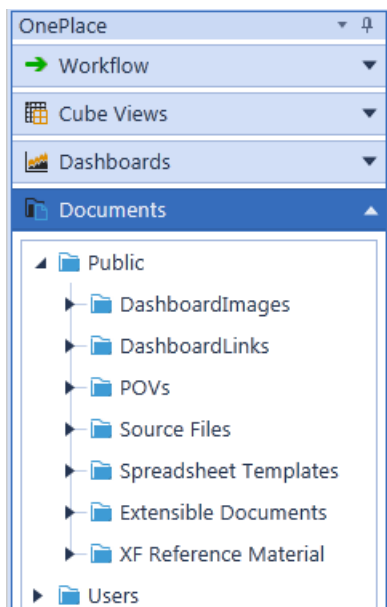 OnePlace
Workflow
Cube Views
Dashboards
Documents
Public
DashboardImages
DashboardLinks
POVs
Source Files
Spreadsheet Templates
Extensible Documents
XF Reference Material
Users